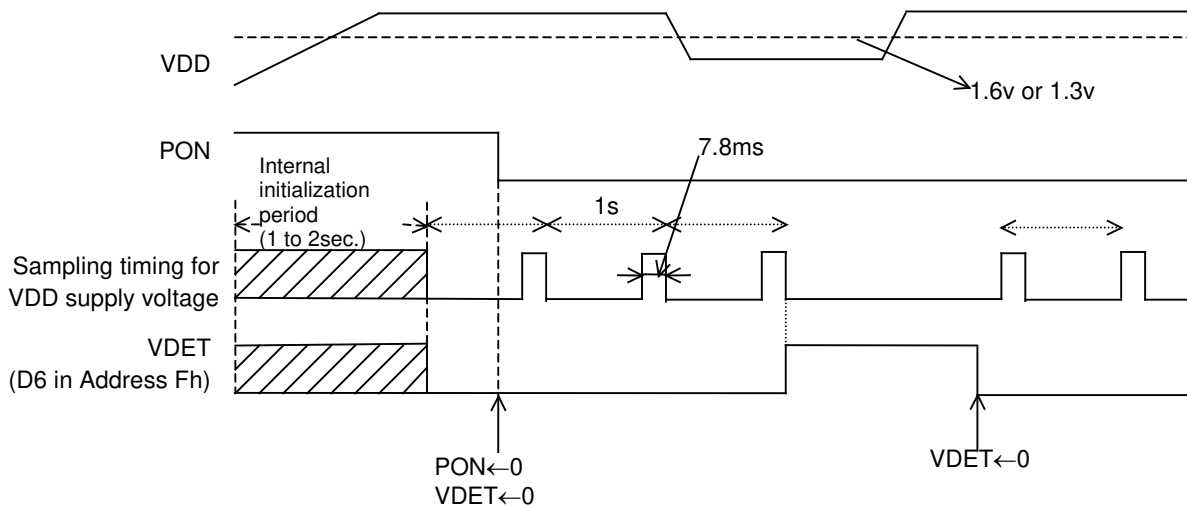 VDD
1.6v or 1.3v
PON
7.8ms
Internal
initialization
period
(1 to 2sec.)
1s
Sampling timing for
VDD supply voltage
VDET
(D6 in Address Fh)
PON←0
VDET←0
VDET←0